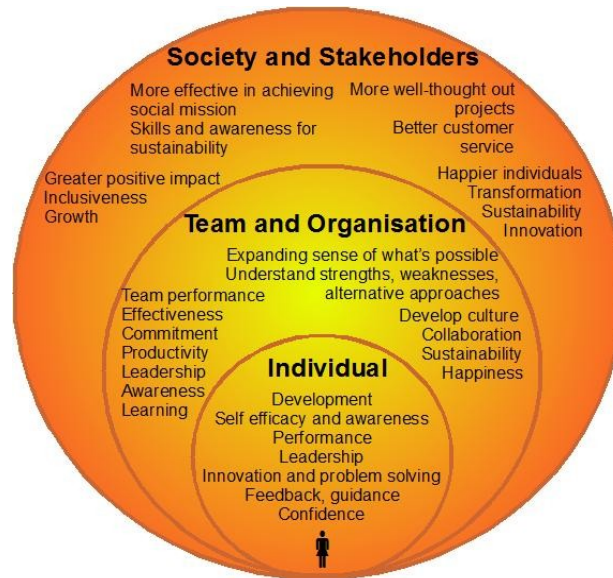 Society and Stakeholders
More effective in achieving
social mission
Skills and awareness for
sustainability
More well-thought out
projects
Better customer
service
Greater positive impact
Inclusiveness
Growth
Happier individuals
Transformation
Sustainability
Innovation
Team and Organisation
Expanding sense of what's possible
Understand strengths, weaknesses,
alternative approaches
Team performance
Effectiveness
Commitment
Productivity
Leadership
Awareness
Learning
Develop culture
Collaboration
Sustainability
Happiness
Individual
Development
Self efficacy and awareness
Performance
Leadership
Innovation and problem solving
Feedback, guidance
Confidence